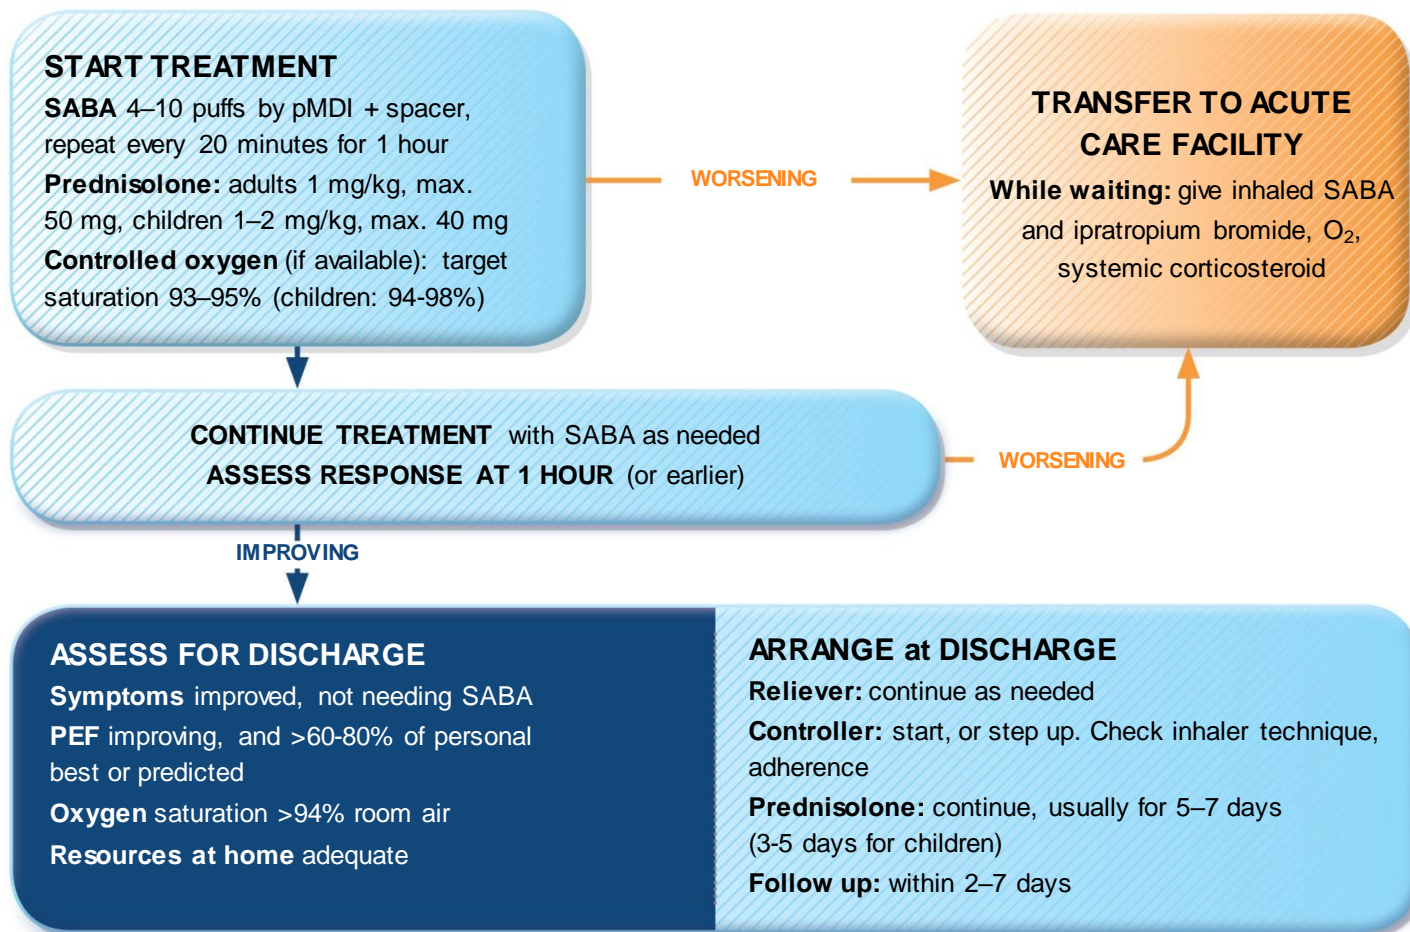 START TREATMENT
SABA 4–10 puffs by pMDI + spacer,
repeat every 20 minutes for 1 hour
Prednisolone: adults 1 mg/kg, max.
50 mg, children 1–2 mg/kg, max. 40 mg
Controlled oxygen (if available): target
saturation 93–95% (children: 94-98%)
WORSENING
TRANSFER TO ACUTE
CARE FACILITY
While waiting: give inhaled SABA
and ipratropium bromide, O₂,
systemic corticosteroid
CONTINUE TREATMENT with SABA as needed
ASSESS RESPONSE AT 1 HOUR (or earlier)
WORSENING
IMPROVING
ASSESS FOR DISCHARGE
Symptoms improved, not needing SABA
PEF improving, and >60-80% of personal
best or predicted
Oxygen saturation >94% room air
Resources at home adequate
ARRANGE at DISCHARGE
Reliever: continue as needed
Controller: start, or step up. Check inhaler technique,
adherence
Prednisolone: continue, usually for 5–7 days
(3-5 days for children)
Follow up: within 2–7 days